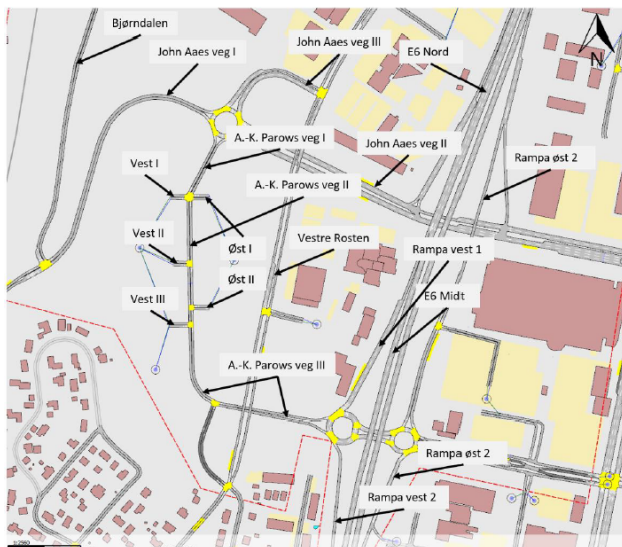 Bjørndalen
John Aaes veg I
John Aaes veg III
E6 Nord
N
A.-K. Parows veg I
John Aaes veg II
Rampa øst 2
Vest I
A.-K. Parows veg II
Vest II
Øst I
Vestre Rosten
Rampa vest 1
Vest III
Øst II
E6 Midt
A.-K. Parows veg III
Rampa øst 2
Rampa vest 2